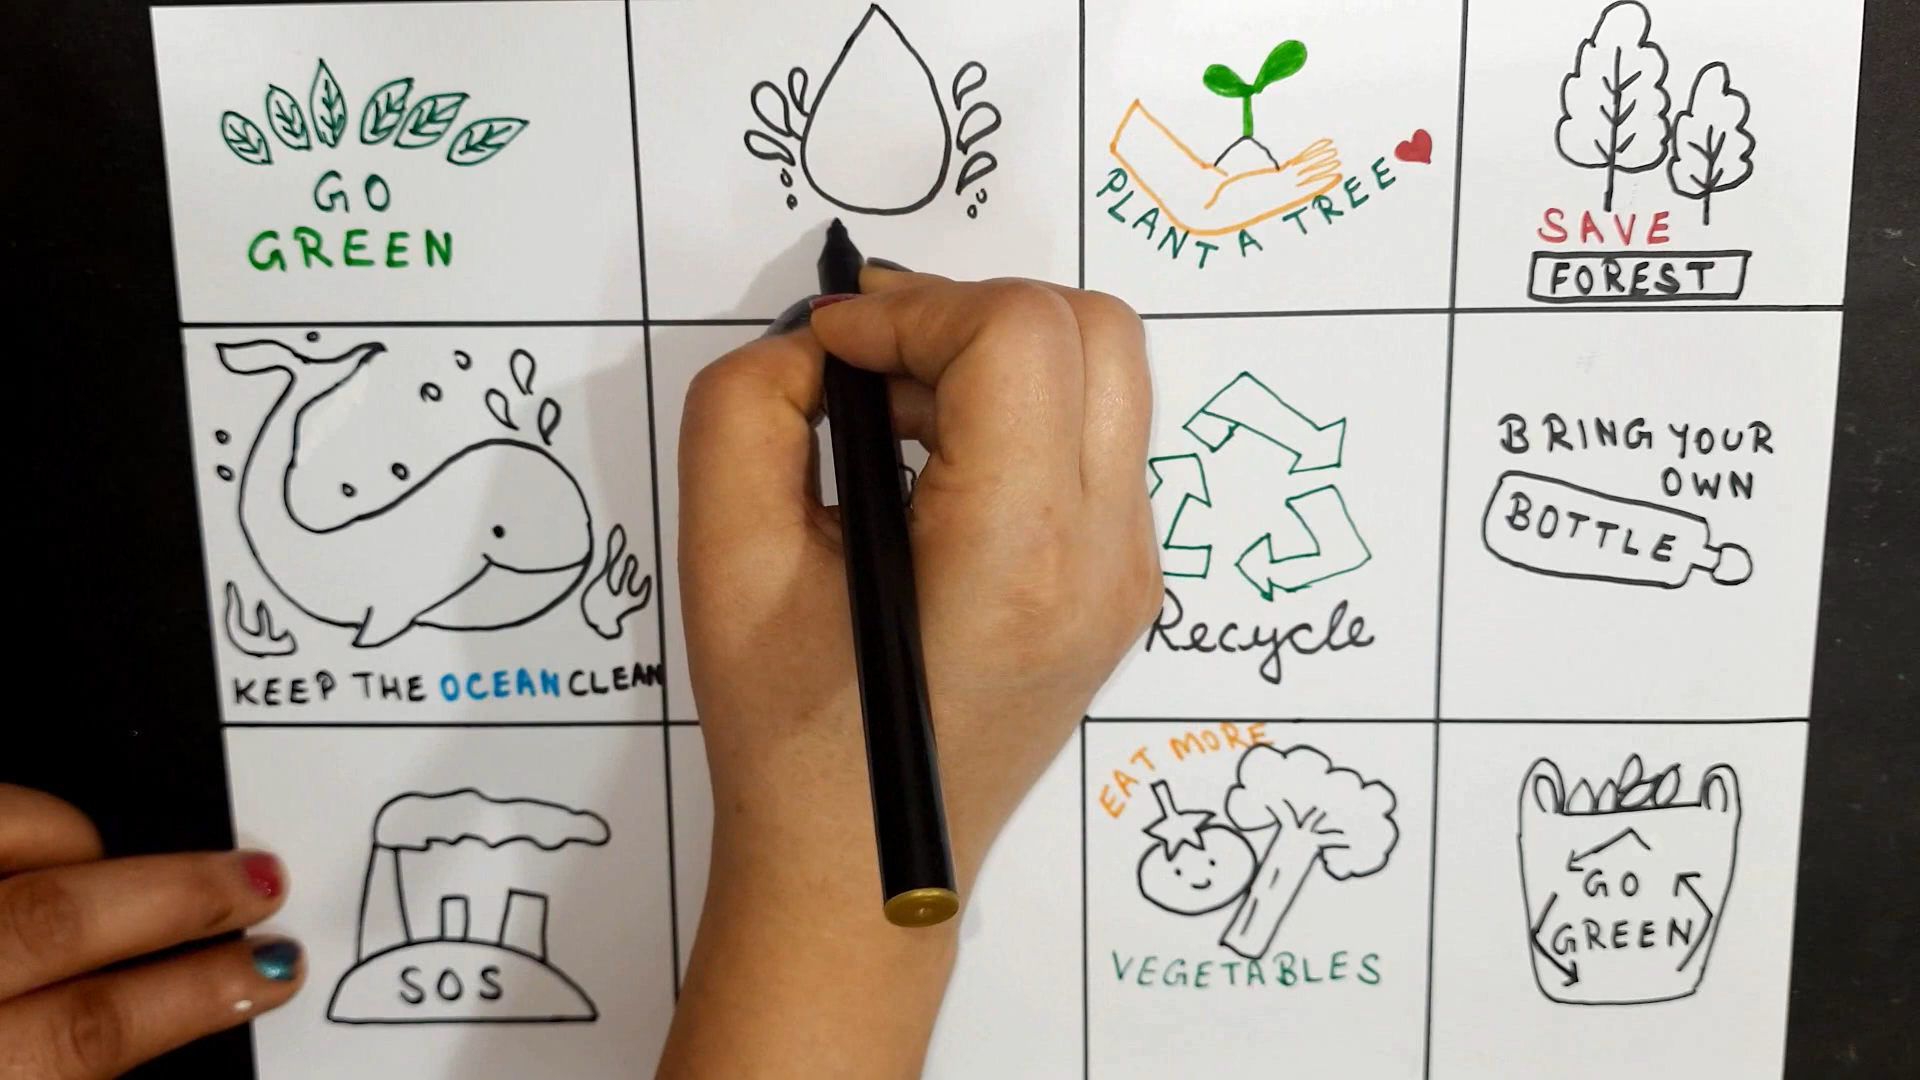 GO
GREEN
PLANT A TREE
SAVE
FOREST
KEEP THE OCEAN CLEAN
Recycle
BRING YOUR
OWN
BOTTLE
SOS
EAT MORE
VEGETABLES
GO
GREEN